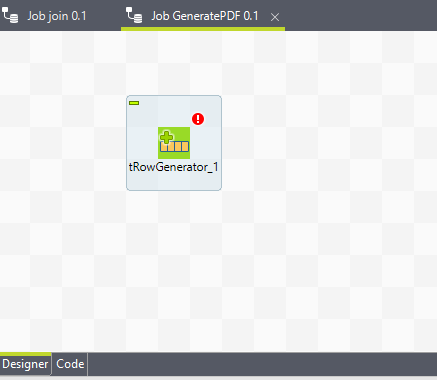 Job join 0.1
Job GeneratePDF 0.1
tRowGenerator_1
Designer
Code